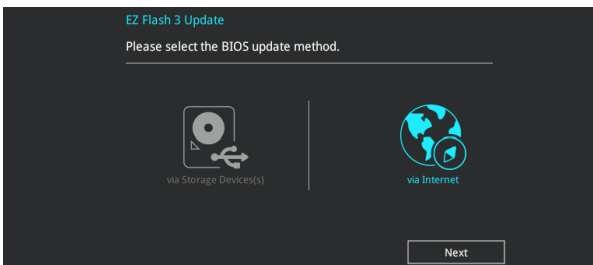 EZ Flash 3 Update
Please select the BIOS update method.
via Storage Devices(s)
via Internet
Next